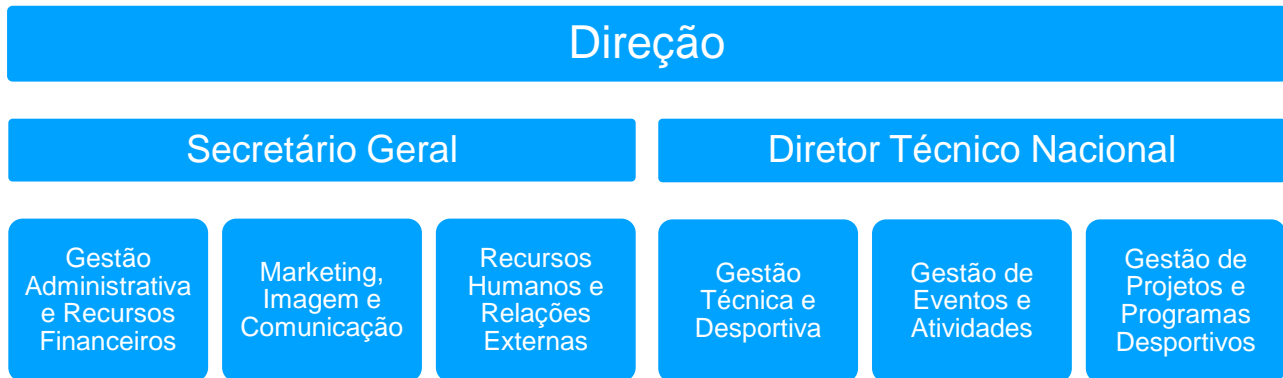 Direção
Secretário Geral
Diretor Técnico Nacional
Gestão
Administrativa
e Recursos
Financeiros
Marketing,
Imagem e
Comunicação
Recursos
Humanos e
Relações
Externas
Gestão
Técnica e
Desportiva
Gestão de
Eventos e
Atividades
Gestão de
Projetos e
Programas
Desportivos